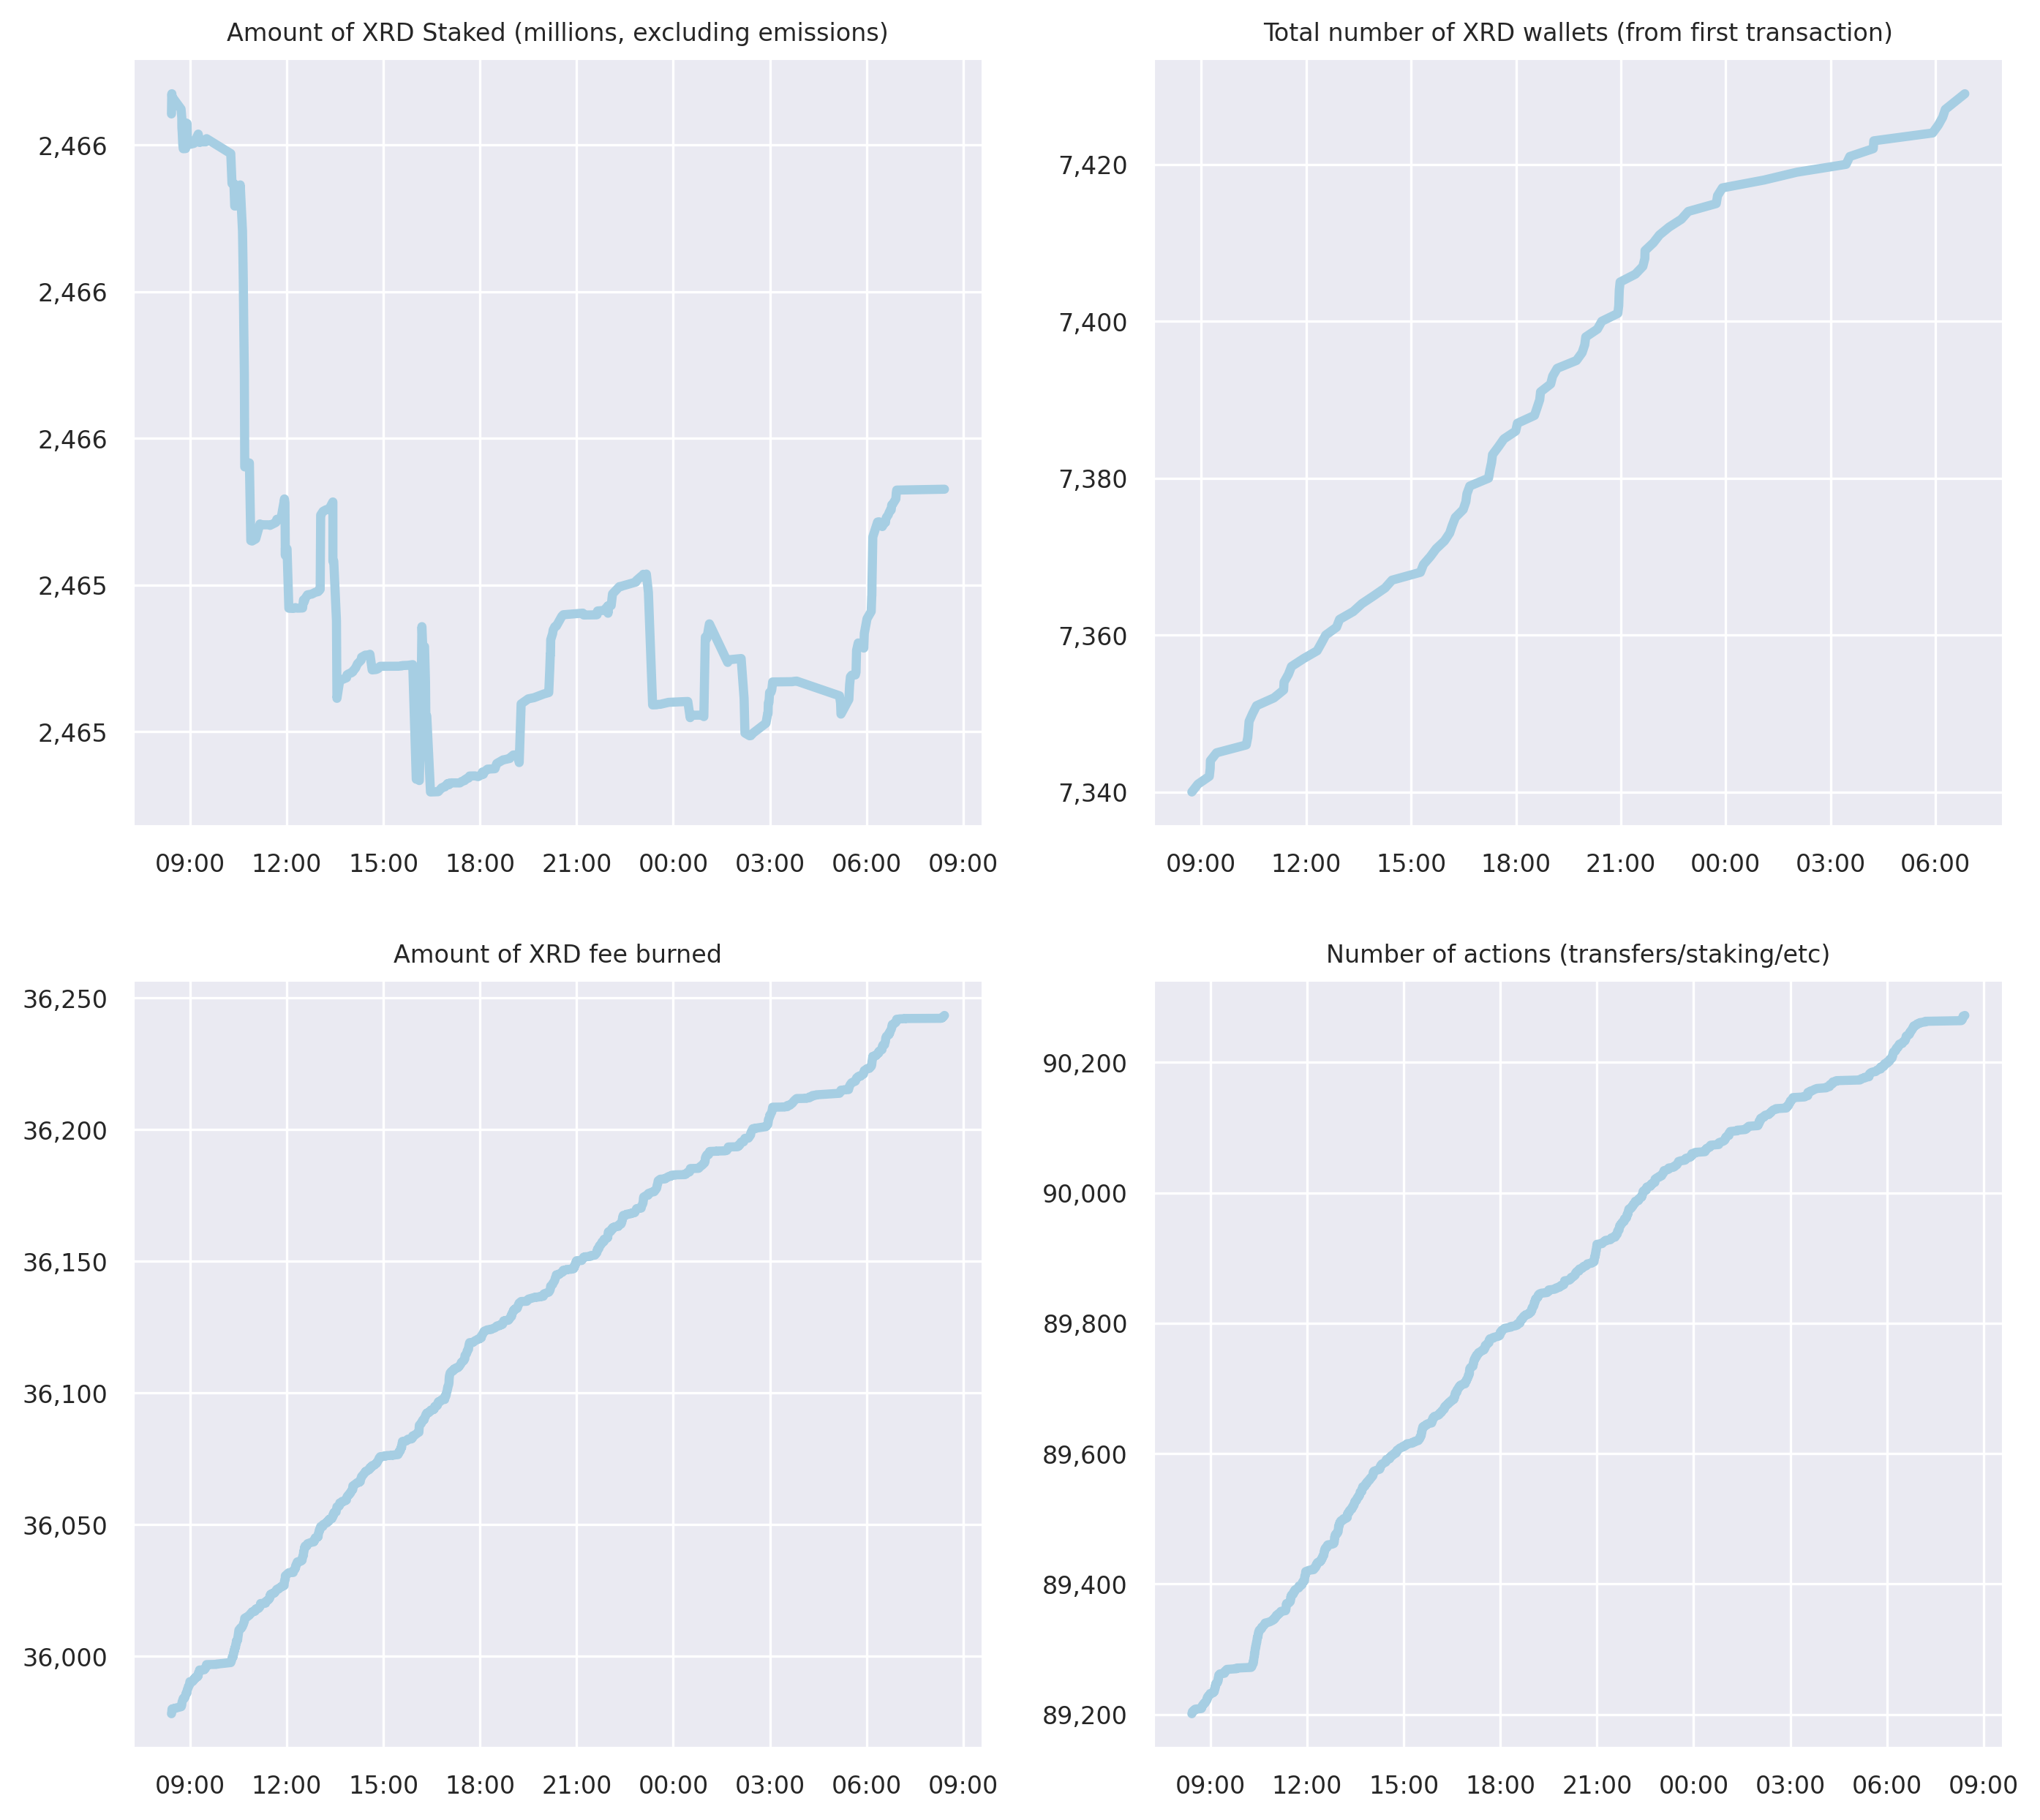 Amount of XRD Staked (millions, excluding emissions)
2,466
2,466
2,466
2,465
2,465
09:00 12:00 15:00 18:00 21:00 00:00 03:00 06:00 09:00
Total number of XRD wallets (from first transaction)
7,420
7,400
7,380
7,360
7,340
09:00 12:00 15:00 18:00 21:00 00:00 03:00 06:00
Amount of XRD fee burned
36,250
36,200
36,150
36,100
36,050
36,000
09:00 12:00 15:00 18:00 21:00 00:00 03:00 06:00 09:00
Number of actions (transfers/staking/etc)
90,200
90,000
89,800
89,600
89,400
89,200
09:00 12:00 15:00 18:00 21:00 00:00 03:00 06:00 09:00